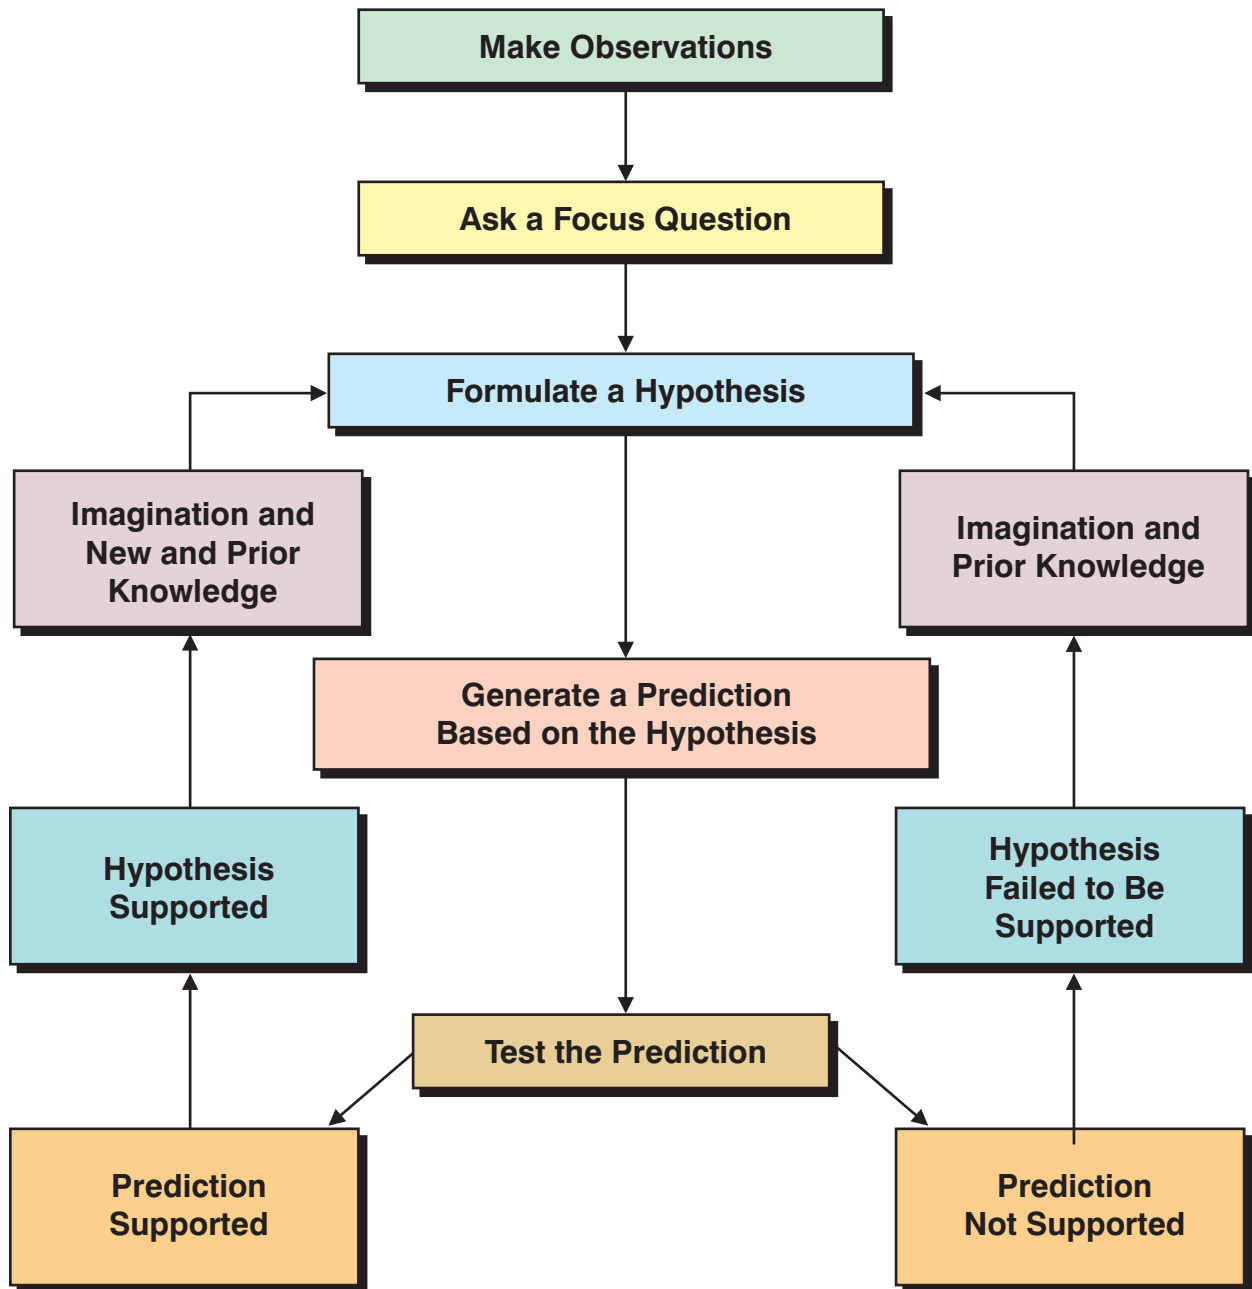 Make Observations
Ask a Focus Question
Formulate a Hypothesis
Imagination and
New and Prior
Knowledge
Imagination and
Prior Knowledge
Generate a Prediction
Based on the Hypothesis
Hypothesis
Supported
Hypothesis
Failed to Be
Supported
Test the Prediction
Prediction
Supported
Prediction
Not Supported